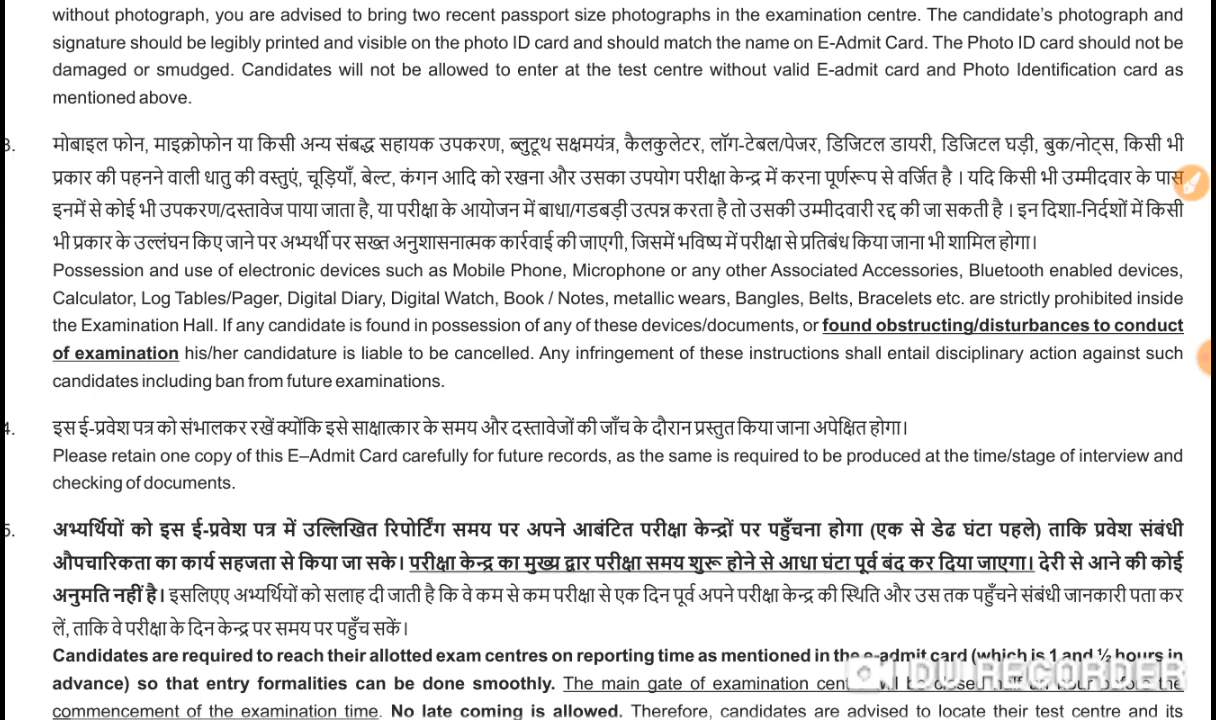 without photograph, you are advised to bring two recent passport size photographs in the examination centre. The candidate's photograph and
signature should be legibly printed and visible on the photo ID card and should match the name on E-Admit Card. The Photo ID card should not be
damaged or smudged. Candidates will not be allowed to enter at the test centre without valid E-admit card and Photo Identification card as
mentioned above.
3. मोबाइल फोन, माइक्रोफोन या किसी अन्य संबद्ध सहायक उपकरण, ब्लुटूथ सक्षमयंत्र, कैलकुलेटर, लॉग-टेबल/पेजर, डिजिटल डायरी, डिजिटल घड़ी, बुक/नोट्स, किसी भी
प्रकार की पहनने वाली धातु की वस्तुएं, चूड़ियाँ, बेल्ट, कंगन आदि को रखना और उसका उपयोग परीक्षा केन्द्र में करना पूर्णरूप से वर्जित है । यदि किसी भी उम्मीदवार के पास
इनमें से कोई भी उपकरण/दस्तावेज पाया जाता है, या परीक्षा के आयोजन में बाधा/गडबड़ी उत्पन्न करता है तो उसकी उम्मीदवारी रद्द की जा सकती है । इन दिशा-निर्दशों में किसी
भी प्रकार के उल्लंघन किए जाने पर अभ्यर्थी पर सख्त अनुशासनात्मक कार्रवाई की जाएगी, जिसमें भविष्य में परीक्षा से प्रतिबंध किया जाना भी शामिल होगा।
Possession and use of electronic devices such as Mobile Phone, Microphone or any other Associated Accessories, Bluetooth enabled devices,
Calculator, Log Tables/Pager, Digital Diary, Digital Watch, Book / Notes, metallic wears, Bangles, Belts, Bracelets etc. are strictly prohibited inside
the Examination Hall. If any candidate is found in possession of any of these devices/documents, or found obstructing/disturbances to conduct
of examination his/her candidature is liable to be cancelled. Any infringement of these instructions shall entail disciplinary action against such
candidates including ban from future examinations.
4. इस ई-प्रवेश पत्र को संभालकर रखें क्योंकि इसे साक्षात्कार के समय और दस्तावेजों की जाँच के दौरान प्रस्तुत किया जाना अपेक्षित होगा।
Please retain one copy of this E–Admit Card carefully for future records, as the same is required to be produced at the time/stage of interview and
checking of documents.
5. अभ्यर्थियों को इस ई-प्रवेश पत्र में उल्लिखित रिपोर्टिंग समय पर अपने आबंटित परीक्षा केन्द्रों पर पहुँचना होगा (एक से डेढ घंटा पहले) ताकि प्रवेश संबंधी
औपचारिकता का कार्य सहजता से किया जा सके। परीक्षा केन्द्र का मुख्य द्वार परीक्षा समय शुरू होने से आधा घंटा पूर्व बंद कर दिया जाएगा। देरी से आने की कोई
अनुमति नहीं है। इसलिएए अभ्यर्थियों को सलाह दी जाती है कि वे कम से कम परीक्षा से एक दिन पूर्व अपने परीक्षा केन्द्र की स्थिति और उस तक पहुँचने संबंधी जानकारी पता कर
लें, ताकि वे परीक्षा के दिन केन्द्र पर समय पर पहुँच सकें।
Candidates are required to reach their allotted exam centres on reporting time as mentioned in the e-admit card (which is 1 and ½ hours in
advance) so that entry formalities can be done smoothly. The main gate of examination the
DU RECORDER
commencement of the examination time. No late coming is allowed. Therefore, candidates are advised to locate their test centre and its